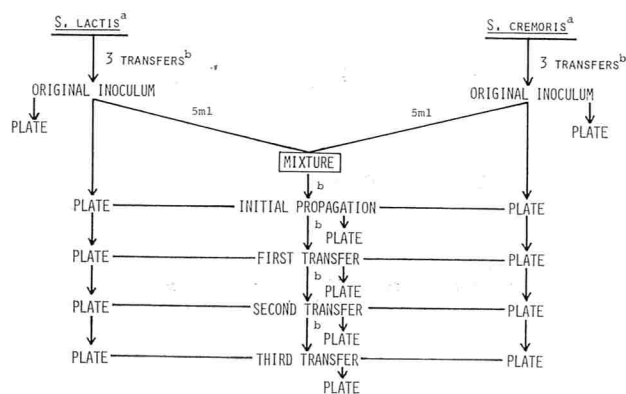 S. LACTISa S. CREMORISa
3 TRANSFERSb 3 TRANSFERSb
ORIGINAL INOCULUM ORIGINAL INOCULUM
5ml 5ml
PLATE PLATE
MIXTURE
b
PLATE INITIAL PROPAGATION PLATE
b
PLATE
PLATE FIRST TRANSFER PLATE
b
PLATE
PLATE SECOND TRANSFER PLATE
b
PLATE
PLATE THIRD TRANSFER PLATE
PLATE